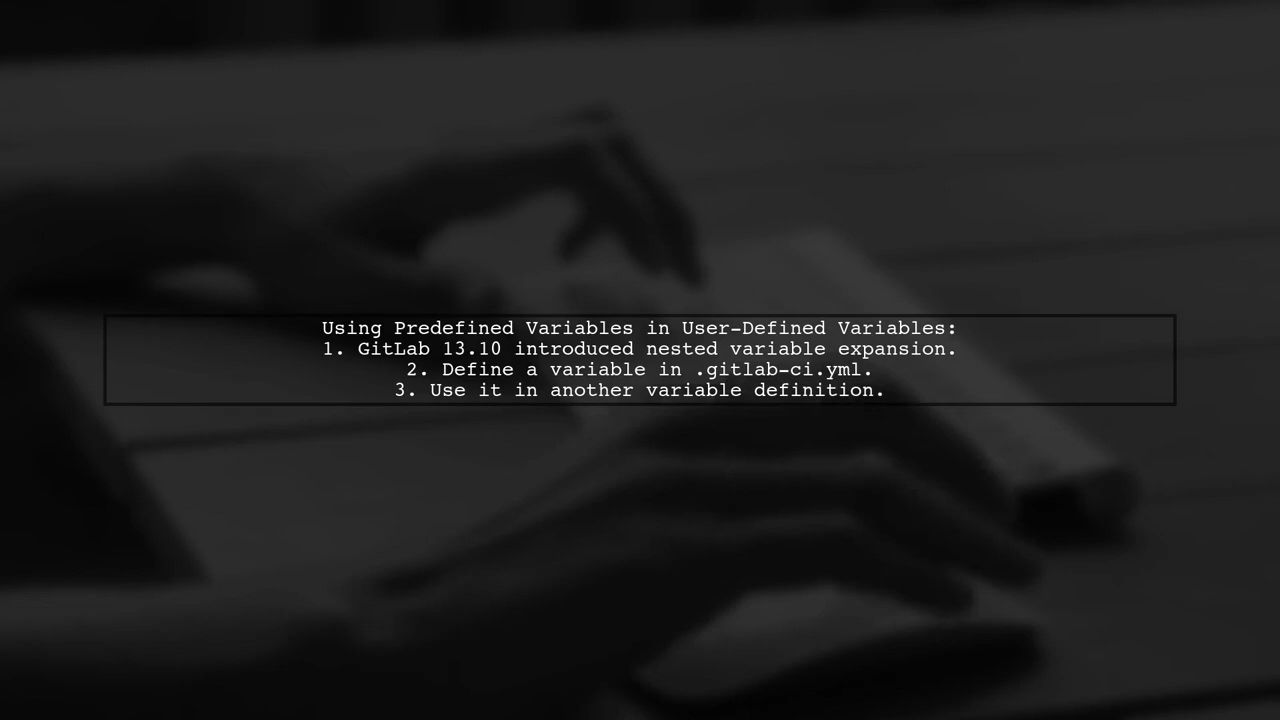 Using Predefined Variables in User-Defined Variables:
1. GitLab 13.10 introduced nested variable expansion.
2. Define a variable in .gitlab-ci.yml.
3. Use it in another variable definition.